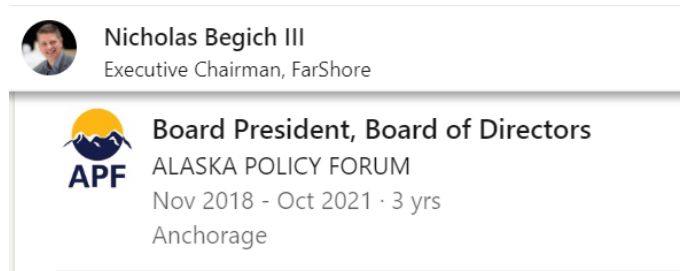 Nicholas Begich III
Executive Chairman, FarShore
APF
Board President, Board of Directors
ALASKA POLICY FORUM
Nov 2018 - Oct 2021 · 3 yrs
Anchorage